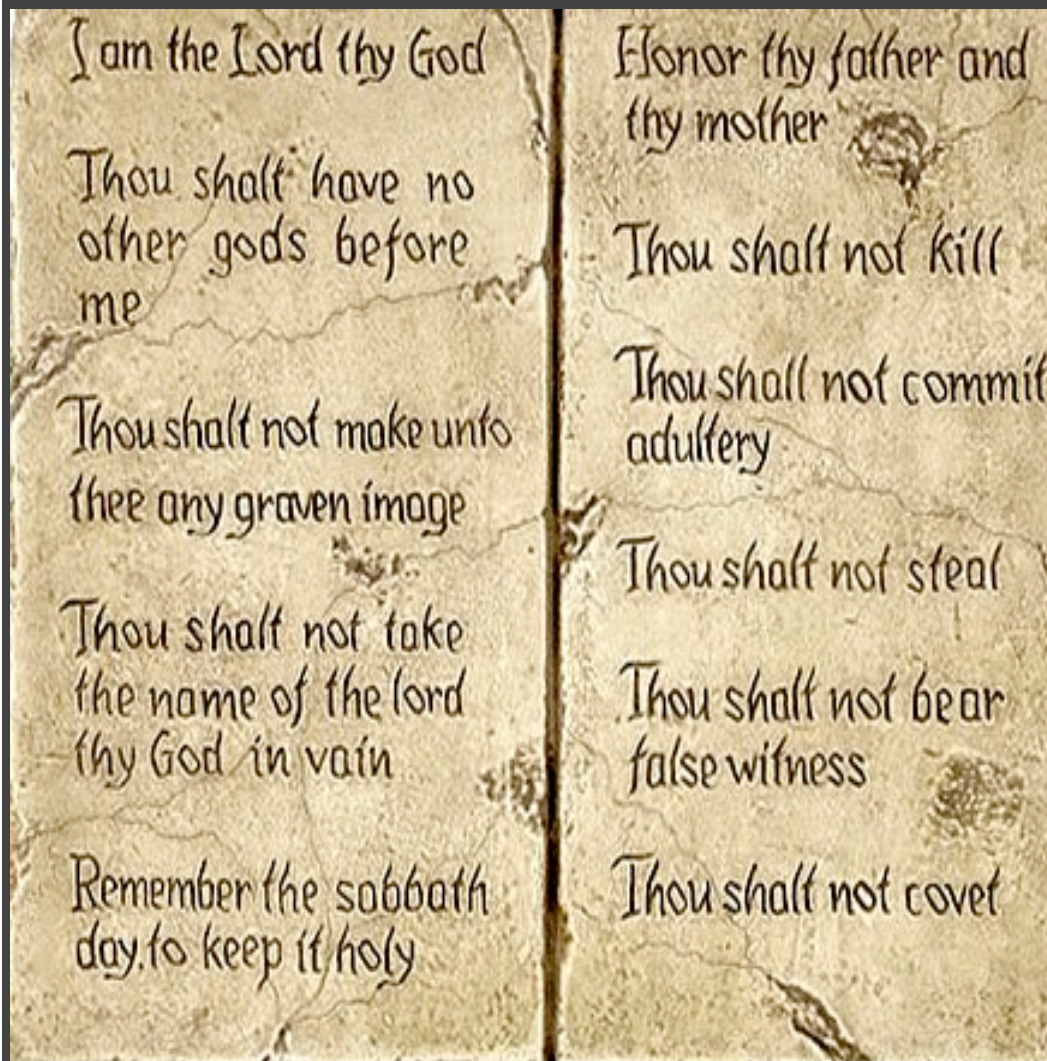 I am the Lord thy God
Thou shalt have no
other gods before
me
Thou shalt not make unto
thee any graven image
Thou shalt not take
the name of the lord
thy God in vain
Remember the sabbath
day, to keep it holy
Honor thy father and
thy mother
Thou shalt not kill
Thou shall not commit
adultery
Thou shalt not steal
Thou shalt not bear
false witness
Thou shalt not covet